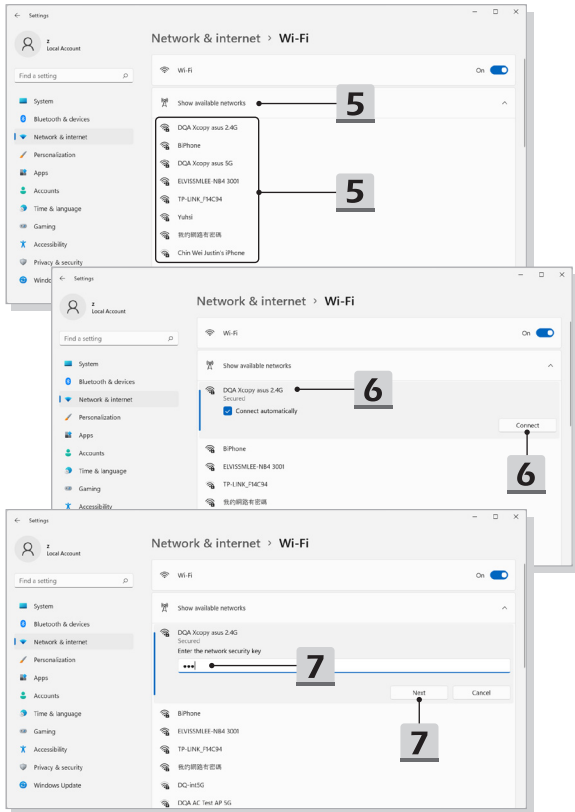 Settings
z
Local Account
Network & internet > Wi-Fi
Find a setting
Wi-Fi
On
System
Bluetooth & devices
Network & internet
Personalization
Apps
Accounts
Time & language
Gaming
Accessibility
Privacy & security
Windo
Show available networks
5
DQA Xcopy asus 2.4G
BiPhone
DQA Xcopy asus 5G
ELVISSMLEE-NB4 3001
TP-LINK_F14C94
Yuhsi
我的網路有密碼
Chin Wei Justin's iPhone
5
Settings
z
Local Account
Network & internet > Wi-Fi
Find a setting
Wi-Fi
On
System
Bluetooth & devices
Network & internet
Personalization
Apps
Accounts
Time & language
Gaming
Accessibility
Show available networks
DQA Xcopy asus 2.4G
Secured
Connect automatically
6
Connect
6
BiPhone
ELVISSMLEE-NB4 3001
TP-LINK_F14C94
我的網路有密碼
Settings
z
Local Account
Network & internet > Wi-Fi
Find a setting
Wi-Fi
On
System
Bluetooth & devices
Network & internet
Personalization
Apps
Accounts
Time & language
Gaming
Accessibility
Privacy & security
Windows Update
Show available networks
DQA Xcopy asus 2.4G
Secured
Enter the network security key
•••
7
Next
Cancel
7
BiPhone
ELVISSMLEE-NB4 3001
TP-LINK_F14C94
我的網路有密碼
DQ-int5G
DQA AC Test AP 5G